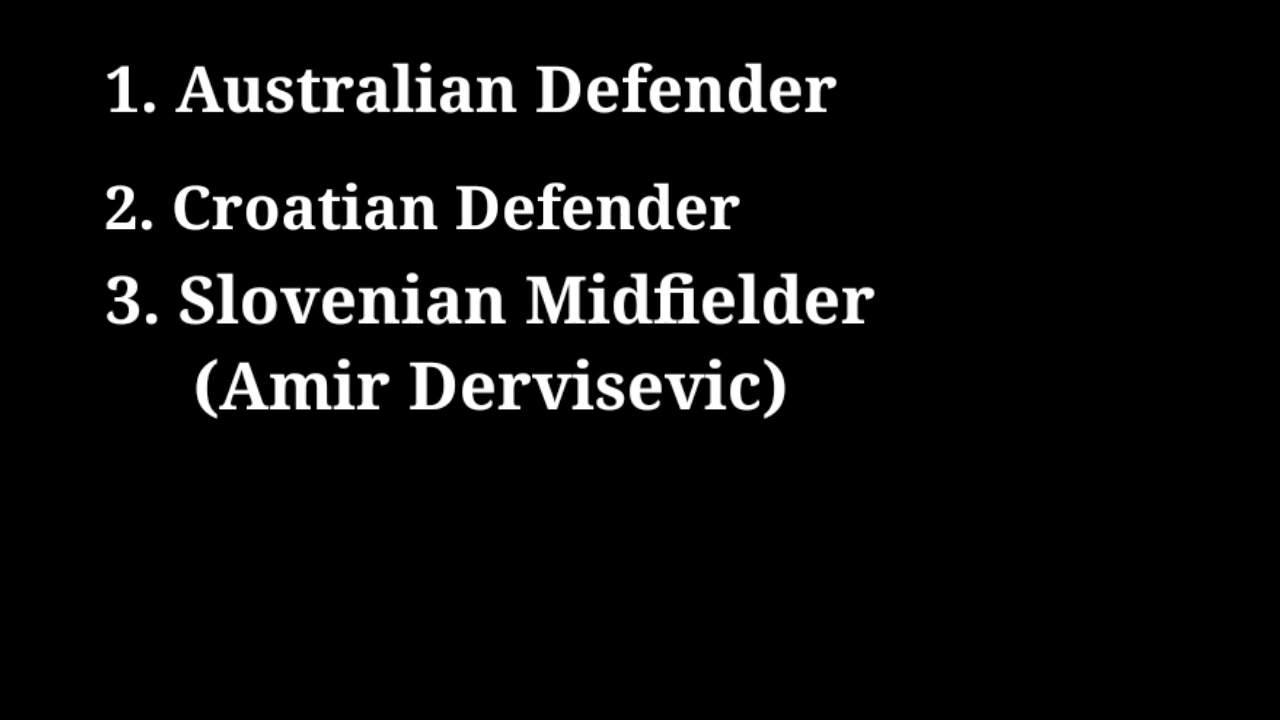 1. Australian Defender
2. Croatian Defender
3. Slovenian Midfielder
(Amir Dervisevic)